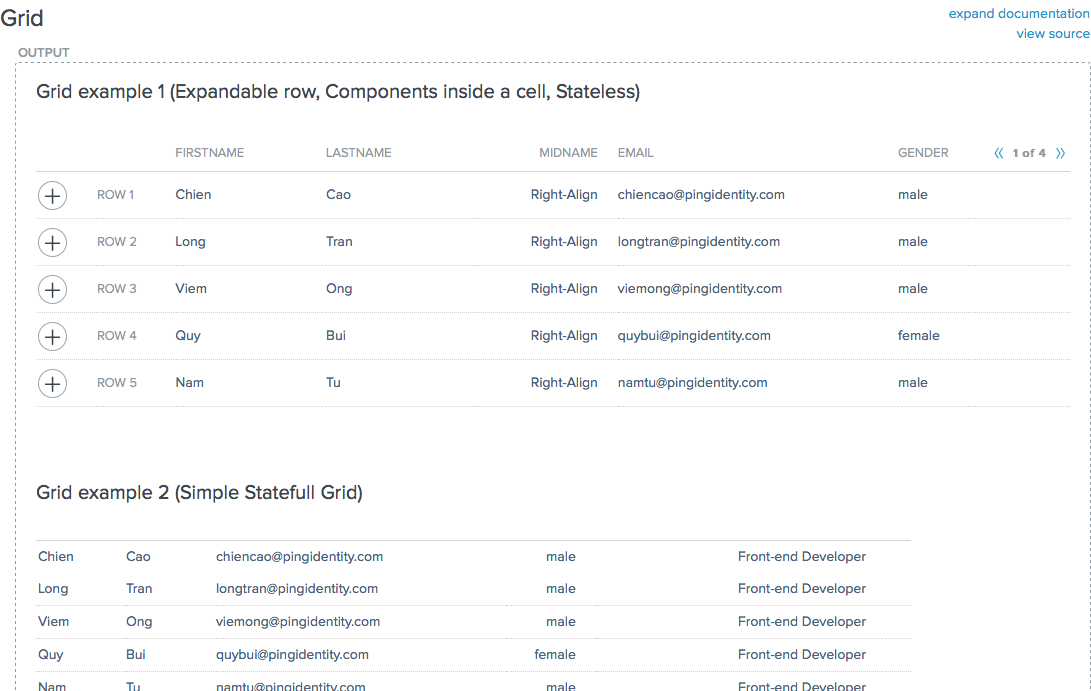 Grid
expand documentation
view source
OUTPUT
Grid example 1 (Expandable row, Components inside a cell, Stateless)
FIRSTNAME LASTNAME MIDNAME EMAIL GENDER 1 of 4
ROW 1 Chien Cao Right-Align chiencao@pingidentity.com male
ROW 2 Long Tran Right-Align longtran@pingidentity.com male
ROW 3 Viem Ong Right-Align viemong@pingidentity.com male
ROW 4 Quy Bui Right-Align quybui@pingidentity.com female
ROW 5 Nam Tu Right-Align namtu@pingidentity.com male
Grid example 2 (Simple Statefull Grid)
Chien Cao chiencao@pingidentity.com male Front-end Developer
Long Tran longtran@pingidentity.com male Front-end Developer
Viem Ong viemong@pingidentity.com male Front-end Developer
Quy Bui quybui@pingidentity.com female Front-end Developer
Nam Tu namtu@pingidentity.com male Front-end Developer